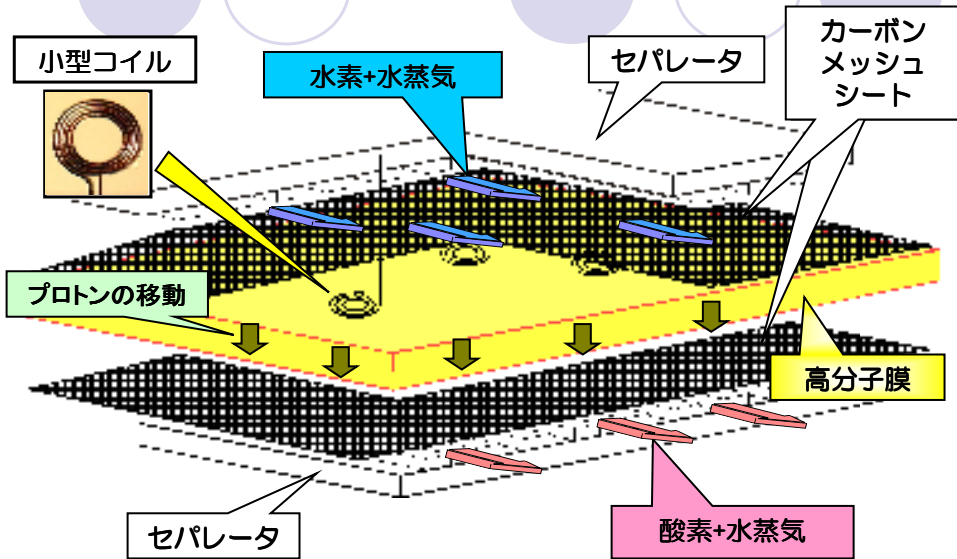 小型コイル
水素+水蒸気
セパレータ
カーボン
メッシュ
シート
プロトンの移動
高分子膜
セパレータ
酸素+水蒸気